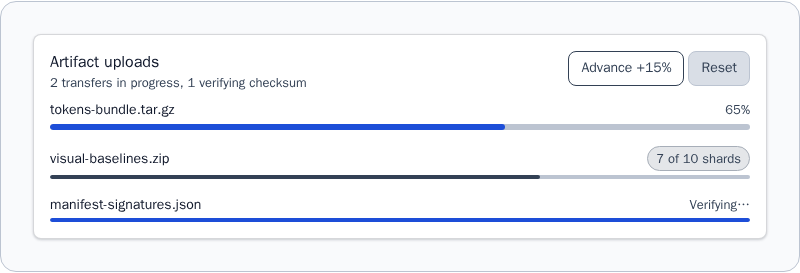 Artifact uploads
2 transfers in progress, 1 verifying checksum
Advance +15%
Reset
tokens-bundle.tar.gz
65%
visual-baselines.zip
7 of 10 shards
manifest-signatures.json
Verifying⋯